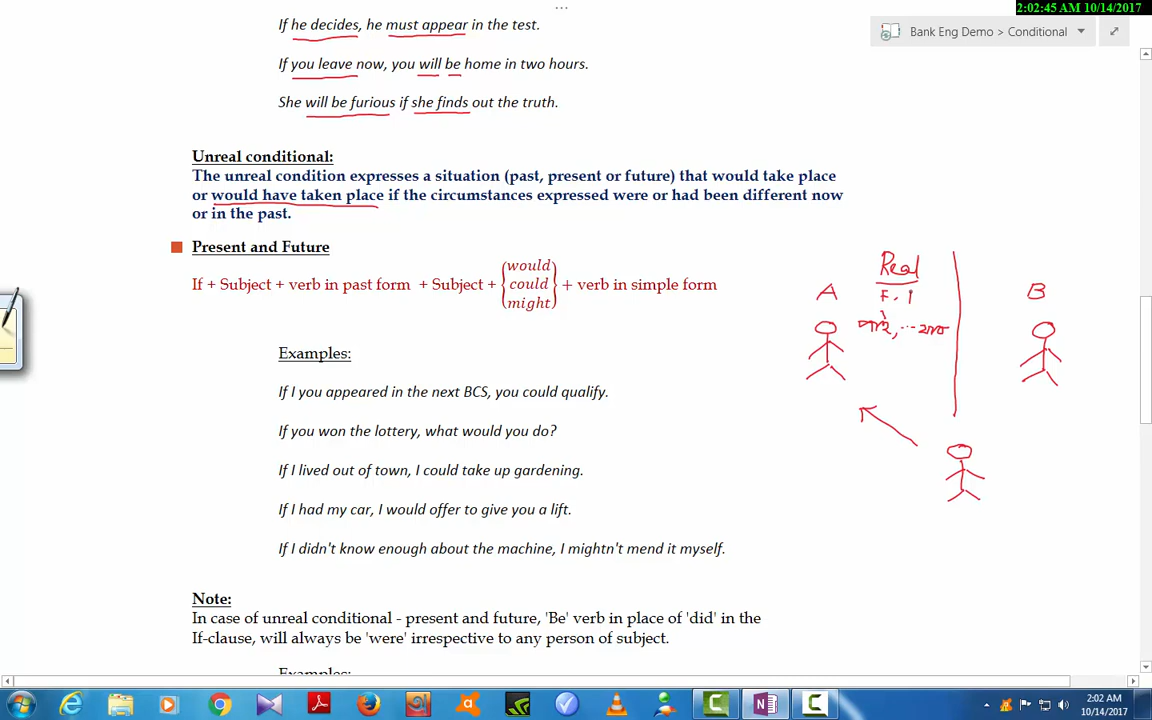 2:02:45 AM 10/14/2017
Bank Eng Demo > Conditional
If he decides, he must appear in the test.
If you leave now, you will be home in two hours.
She will be furious if she finds out the truth.
Unreal conditional:
The unreal condition expresses a situation (past, present or future) that would take place
or would have taken place if the circumstances expressed were or had been different now
or in the past.
Present and Future
If + Subject + verb in past form + Subject + {would
could
might} + verb in simple form
Real
F. P
A
B
Examples:
If I you appeared in the next BCS, you could qualify.
If you won the lottery, what would you do?
If I lived out of town, I could take up gardening.
If I had my car, I would offer to give you a lift.
If I didn't know enough about the machine, I mightn't mend it myself.
Note:
In case of unreal conditional - present and future, 'Be' verb in place of 'did' in the
If-clause, will always be 'were' irrespective to any person of subject.
Examples:
2:02 AM
10/14/2017